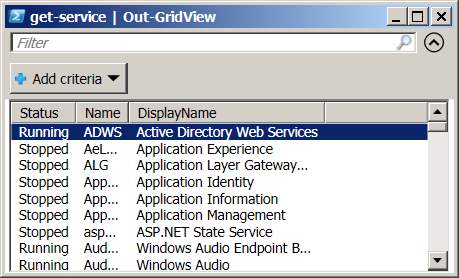 get-service | Out-GridView
Filter
Add criteria
Status Name DisplayName
Running ADWS Active Directory Web Services
Stopped AeL... Application Experience
Stopped ALG Application Layer Gateway...
Stopped App... Application Identity
Stopped App... Application Information
Stopped App... Application Management
Stopped asp... ASP.NET State Service
Running Aud... Windows Audio Endpoint B...
Running Aud... Windows Audio